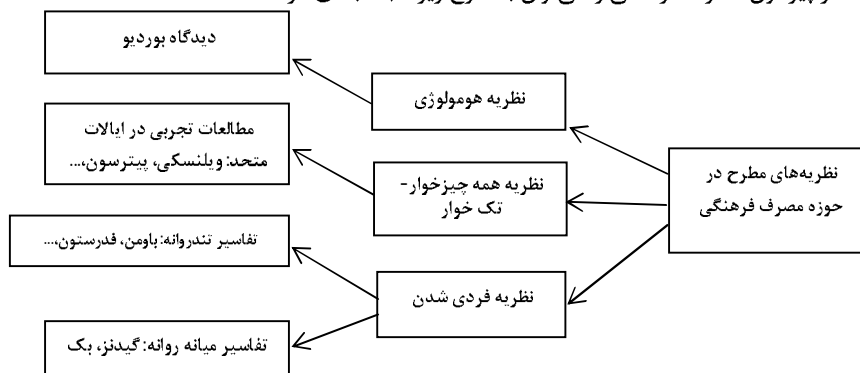 دیدگاه بوردیو
نظریه هومولوژی
مطالعات تجربی در ایالات
متحد: ویلنسکی، پیترسون،...
نظریه همه چیزخوار-
تک خوار
نظریه‌های مطرح در
حوزه مصرف فرهنگی
تفاسیر تندروانه: باومن، فدرستون،...
نظریه فردی شدن
تفاسیر میانه روانه: گیدنز، بک